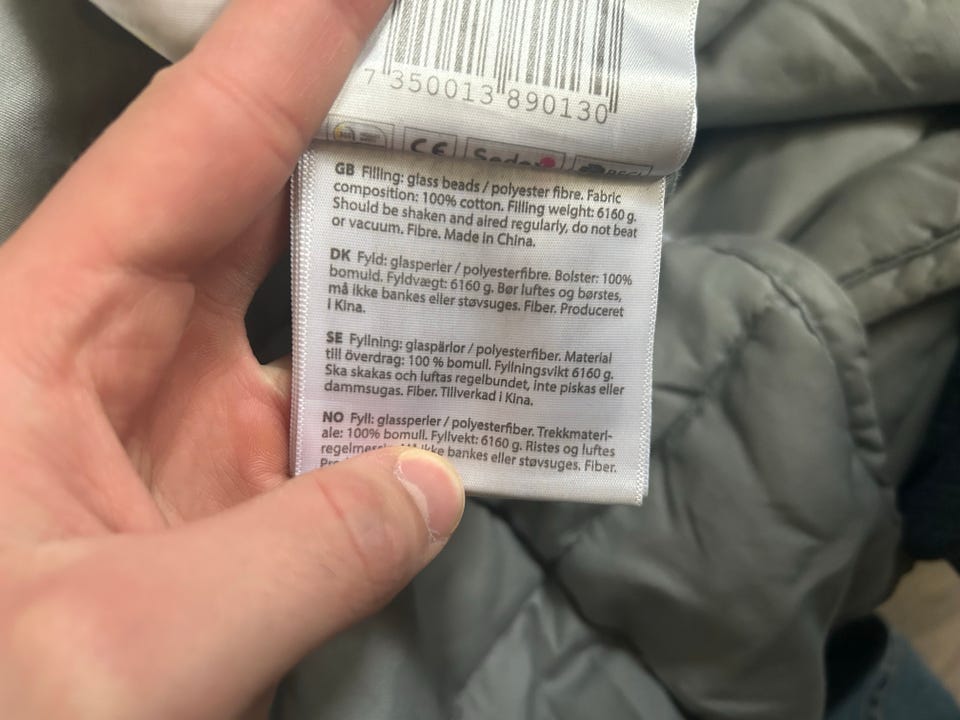 7 350013 890130
CE
GB Filling: glass beads / polyester fibre. Fabric
composition: 100% cotton. Filling weight: 6160 g.
Should be shaken and aired regularly, do not beat
or vacuum. Fibre. Made in China.
DK Fyld: glasperler / polyesterfibre. Bolster: 100%
bomuld. Fyldvægt: 6160 g. Bør luftes og børstes,
må ikke bankes eller støvsuges. Fiber. Produceret
i Kina.
SE Fyllning: glaspärlor / polyesterfiber. Material
till överdrag: 100 % bomull. Fyllningsvikt 6160 g.
Ska skakas och luftas regelbundet, inte piskas eller
dammsugas. Fiber. Tillverkad i Kina.
NO Fyll: glassperler / polyesterfiber. Trekkmateri-
ale: 100% bomull. Fyllvekt: 6160 g. Ristes og luftes
ikke bankes eller støvsuges. Fiber.